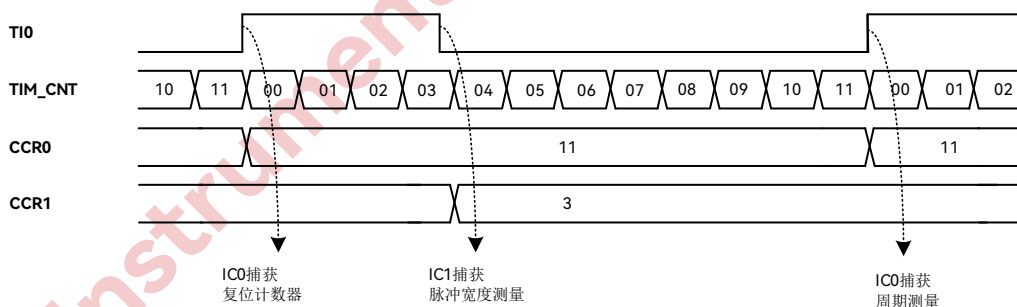 TI0
TIM_CNT 10 11 00 01 02 03 04 05 06 07 08 09 10 11 00 01 02
CCR0 11 11
CCR1 3
IC0捕获 IC1捕获 IC0捕获
复位计数器 脉冲宽度测量 周期测量
Instrument